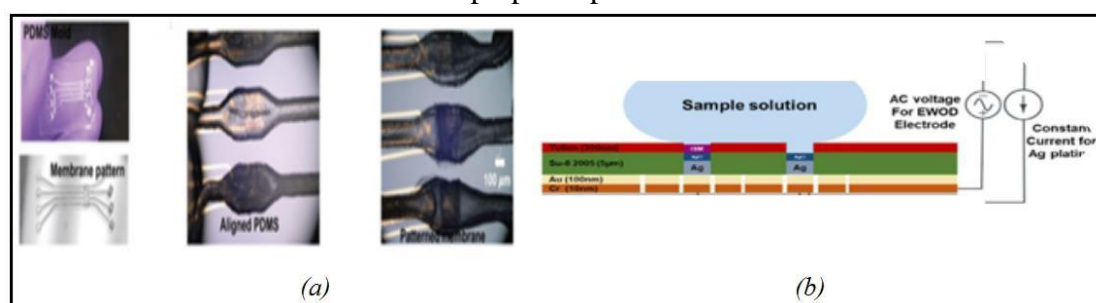 PDMS Mold
Membrane pattern
Aligned PDMS
100 µm
Patterned membrane
(a)
Sample solution
AC voltage
For EWOD
Electrode
Constan
Current for
Ag platin
Su-8 2005 (5µm)
Ag
Ag
Au (100nm)
Cr (10nm)
(b)